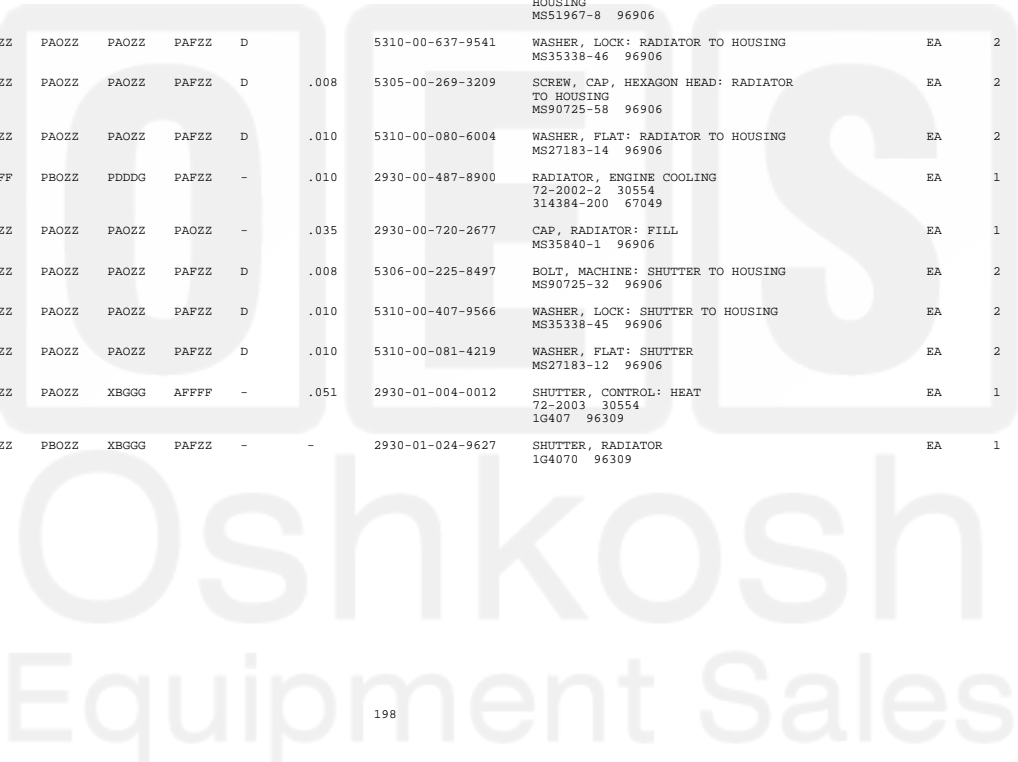 HOUSING
MS51967-8 96906
ZZ PAOZZ PAOZZ PAFZZ D 5310-00-637-9541 WASHER, LOCK: RADIATOR TO HOUSING EA 2
MS35338-46 96906
ZZ PAOZZ PAOZZ PAFZZ D .008 5305-00-269-3209 SCREW, CAP, HEXAGON HEAD: RADIATOR EA 2
TO HOUSING
MS90725-58 96906
ZZ PAOZZ PAOZZ PAFZZ D .010 5310-00-080-6004 WASHER, FLAT: RADIATOR TO HOUSING EA 2
MS27183-14 96906
FF PBOZZ PDDDG PAFZZ - .010 2930-00-487-8900 RADIATOR, ENGINE COOLING EA 1
72-2002-2 30554
314384-200 67049
ZZ PAOZZ PAOZZ PAOZZ - .035 2930-00-720-2677 CAP, RADIATOR: FILL EA 1
MS35840-1 96906
ZZ PAOZZ PAOZZ PAFZZ D .008 5306-00-225-8497 BOLT, MACHINE: SHUTTER TO HOUSING EA 2
MS90725-32 96906
ZZ PAOZZ PAOZZ PAFZZ D .010 5310-00-407-9566 WASHER, LOCK: SHUTTER TO HOUSING EA 2
MS35338-45 96906
ZZ PAOZZ PAOZZ PAFZZ D .010 5310-00-081-4219 WASHER, FLAT: SHUTTER EA 2
MS27183-12 96906
ZZ PAOZZ XBGGG AFFFF - .051 2930-01-004-0012 SHUTTER, CONTROL: HEAT EA 1
72-2003 30554
1G407 96309
ZZ PBOZZ XBGGG PAFZZ - - 2930-01-024-9627 SHUTTER, RADIATOR EA 1
1G4070 96309
OES
Oshkosh
Equipment Sales
198